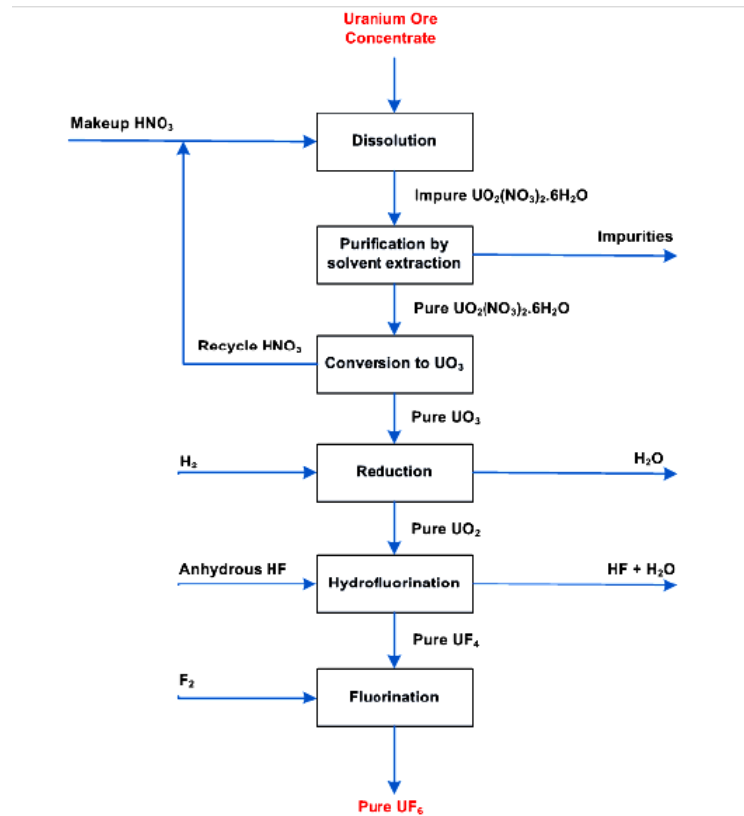 Uranium Ore
Concentrate
Makeup HNO₃
Dissolution
Impure UO₂(NO₃)₂.6H₂O
Purification by
solvent extraction
Impurities
Pure UO₂(NO₃)₂.6H₂O
Recycle HNO₃
Conversion to UO₃
Pure UO₃
H₂
Reduction
H₂O
Pure UO₂
Anhydrous HF
Hydrofluorination
HF + H₂O
Pure UF₄
F₂
Fluorination
Pure UF₆